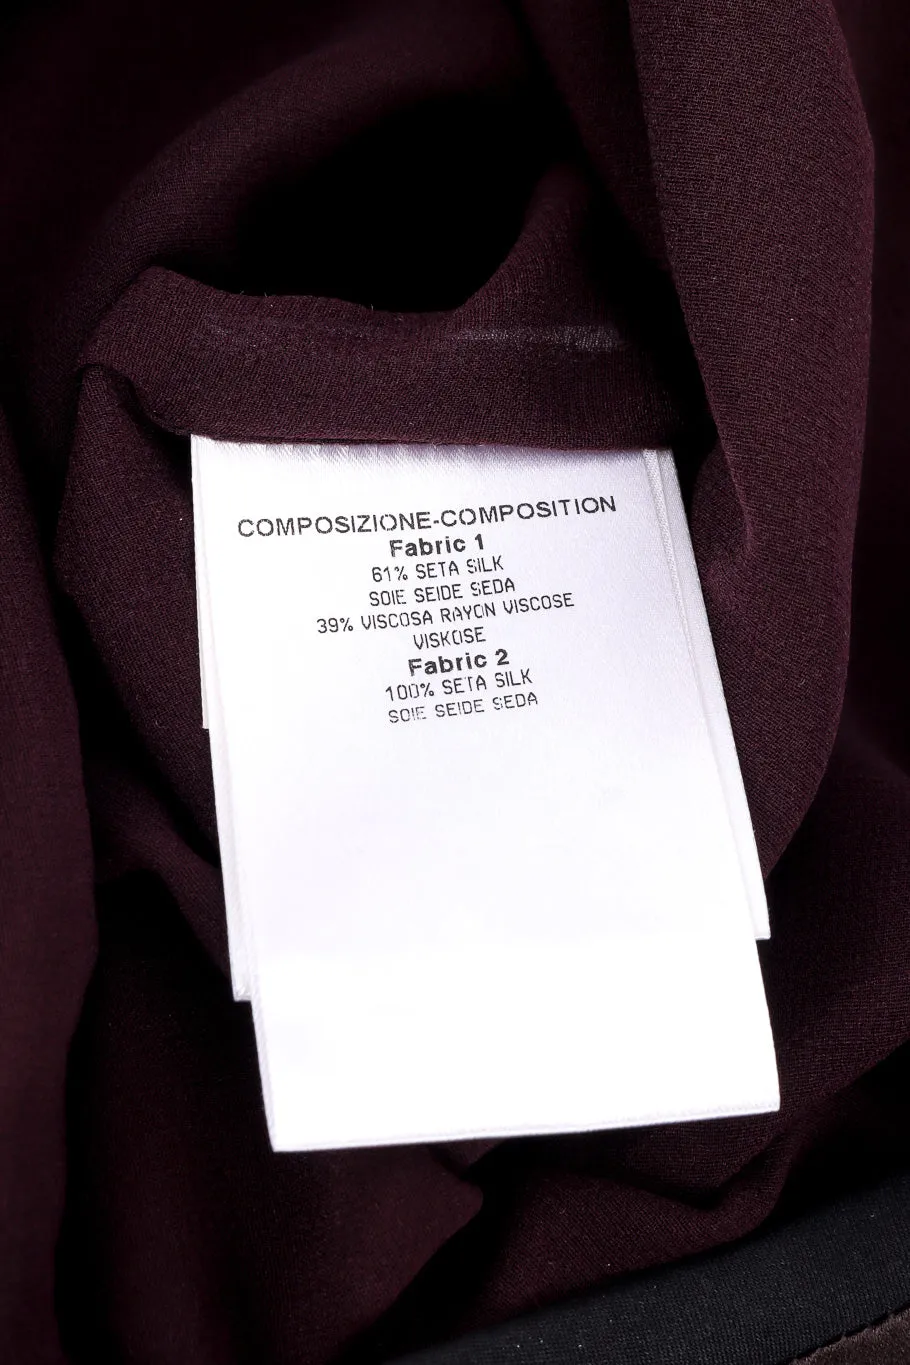 COMPOSIZIONE-COMPOSITION
Fabric 1
61% SETA SILK
SOIE SEIDE SEDA
39% VISCOSA RAYON VISCOSE
VISKOSE
Fabric 2
100% SETA SILK
SOIE SEIDE SEDA